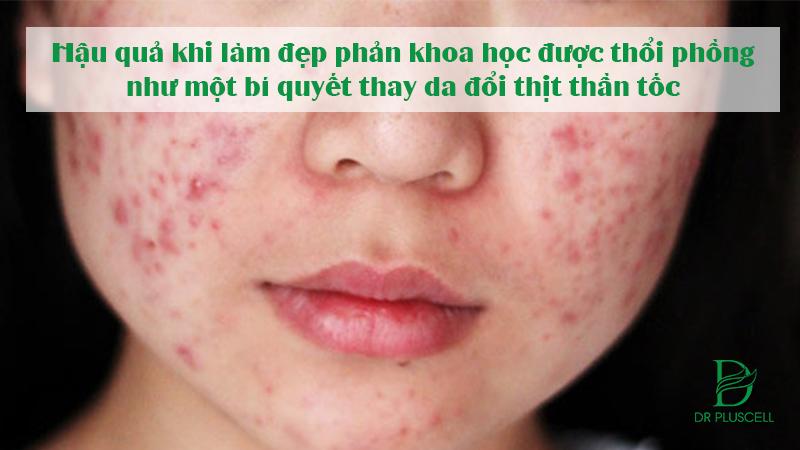 Hậu quả khi làm đẹp phản khoa học được thổi phồng
như một bí quyết thay da đổi thịt thần tốc
DR PLUSCELL